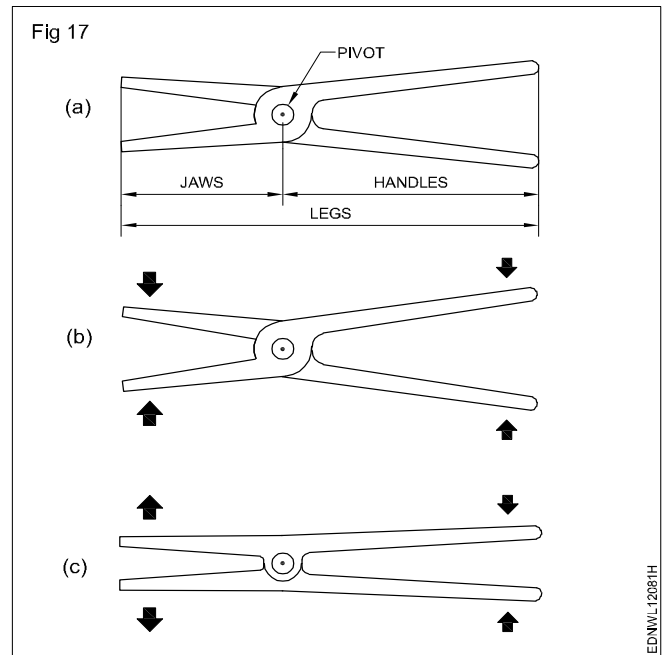 Fig 17
PIVOT
(a)
JAWS
HANDLES
LEGS
(b)
(c)
EDNWL12081H